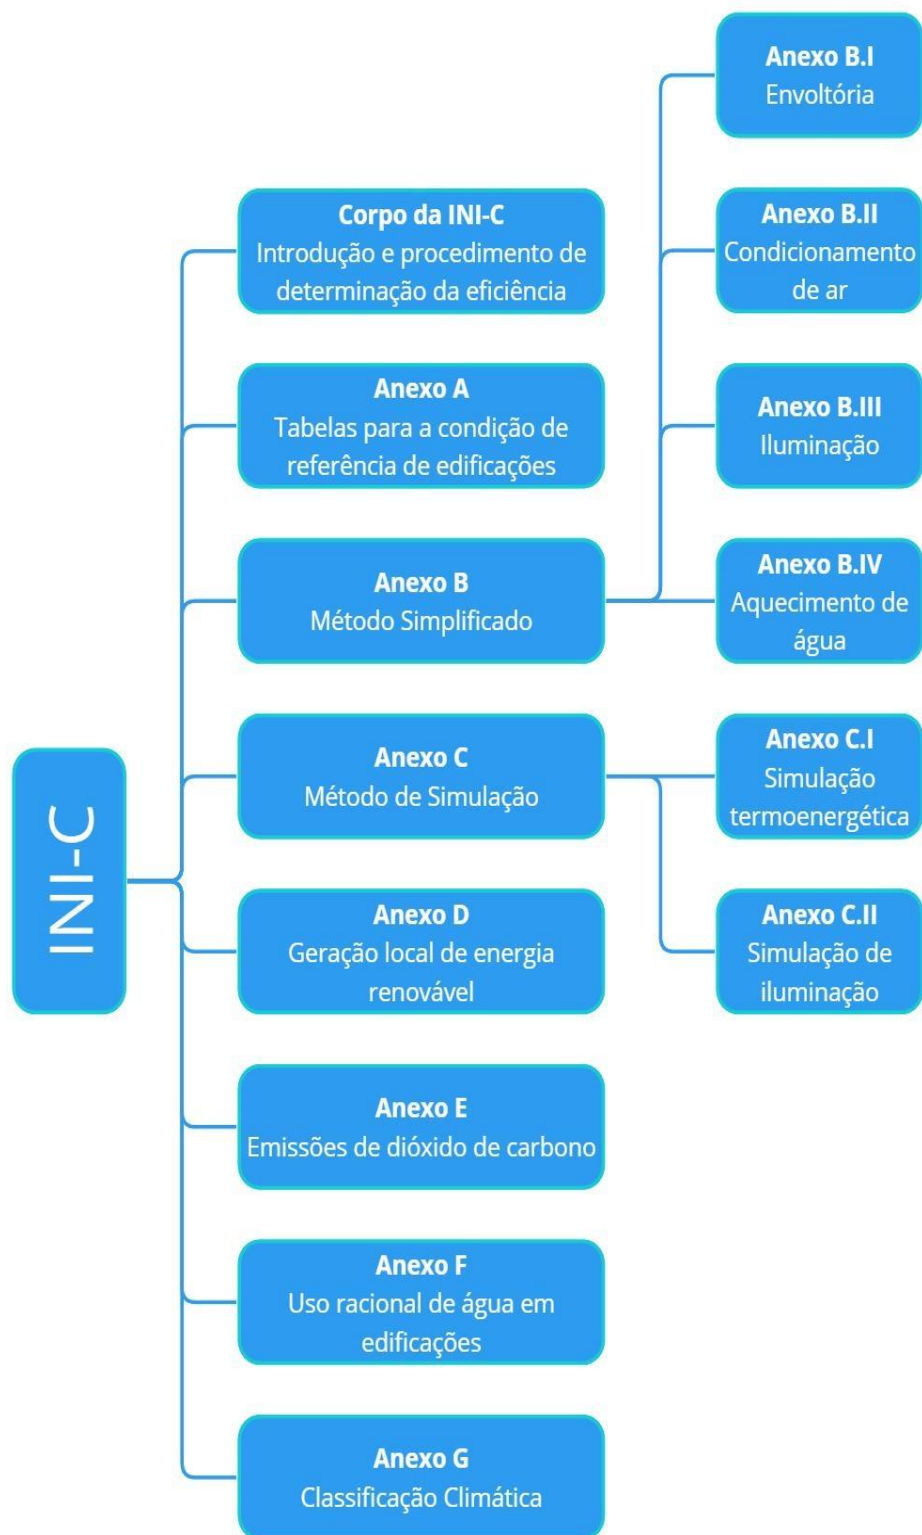 INI-C
Corpo da INI-C
Introdução e procedimento de
determinação da eficiência
Anexo A
Tabelas para a condição de
referência de edificações
Anexo B
Método Simplificado
Anexo B.I
Envoltória
Anexo B.II
Condicionamento
de ar
Anexo B.III
Iluminação
Anexo B.IV
Aquecimento de
água
Anexo C
Método de Simulação
Anexo C.I
Simulação
termoenergética
Anexo C.II
Simulação de
iluminação
Anexo D
Geração local de energia
renovável
Anexo E
Emissões de dióxido de carbono
Anexo F
Uso racional de água em
edificações
Anexo G
Classificação Climática